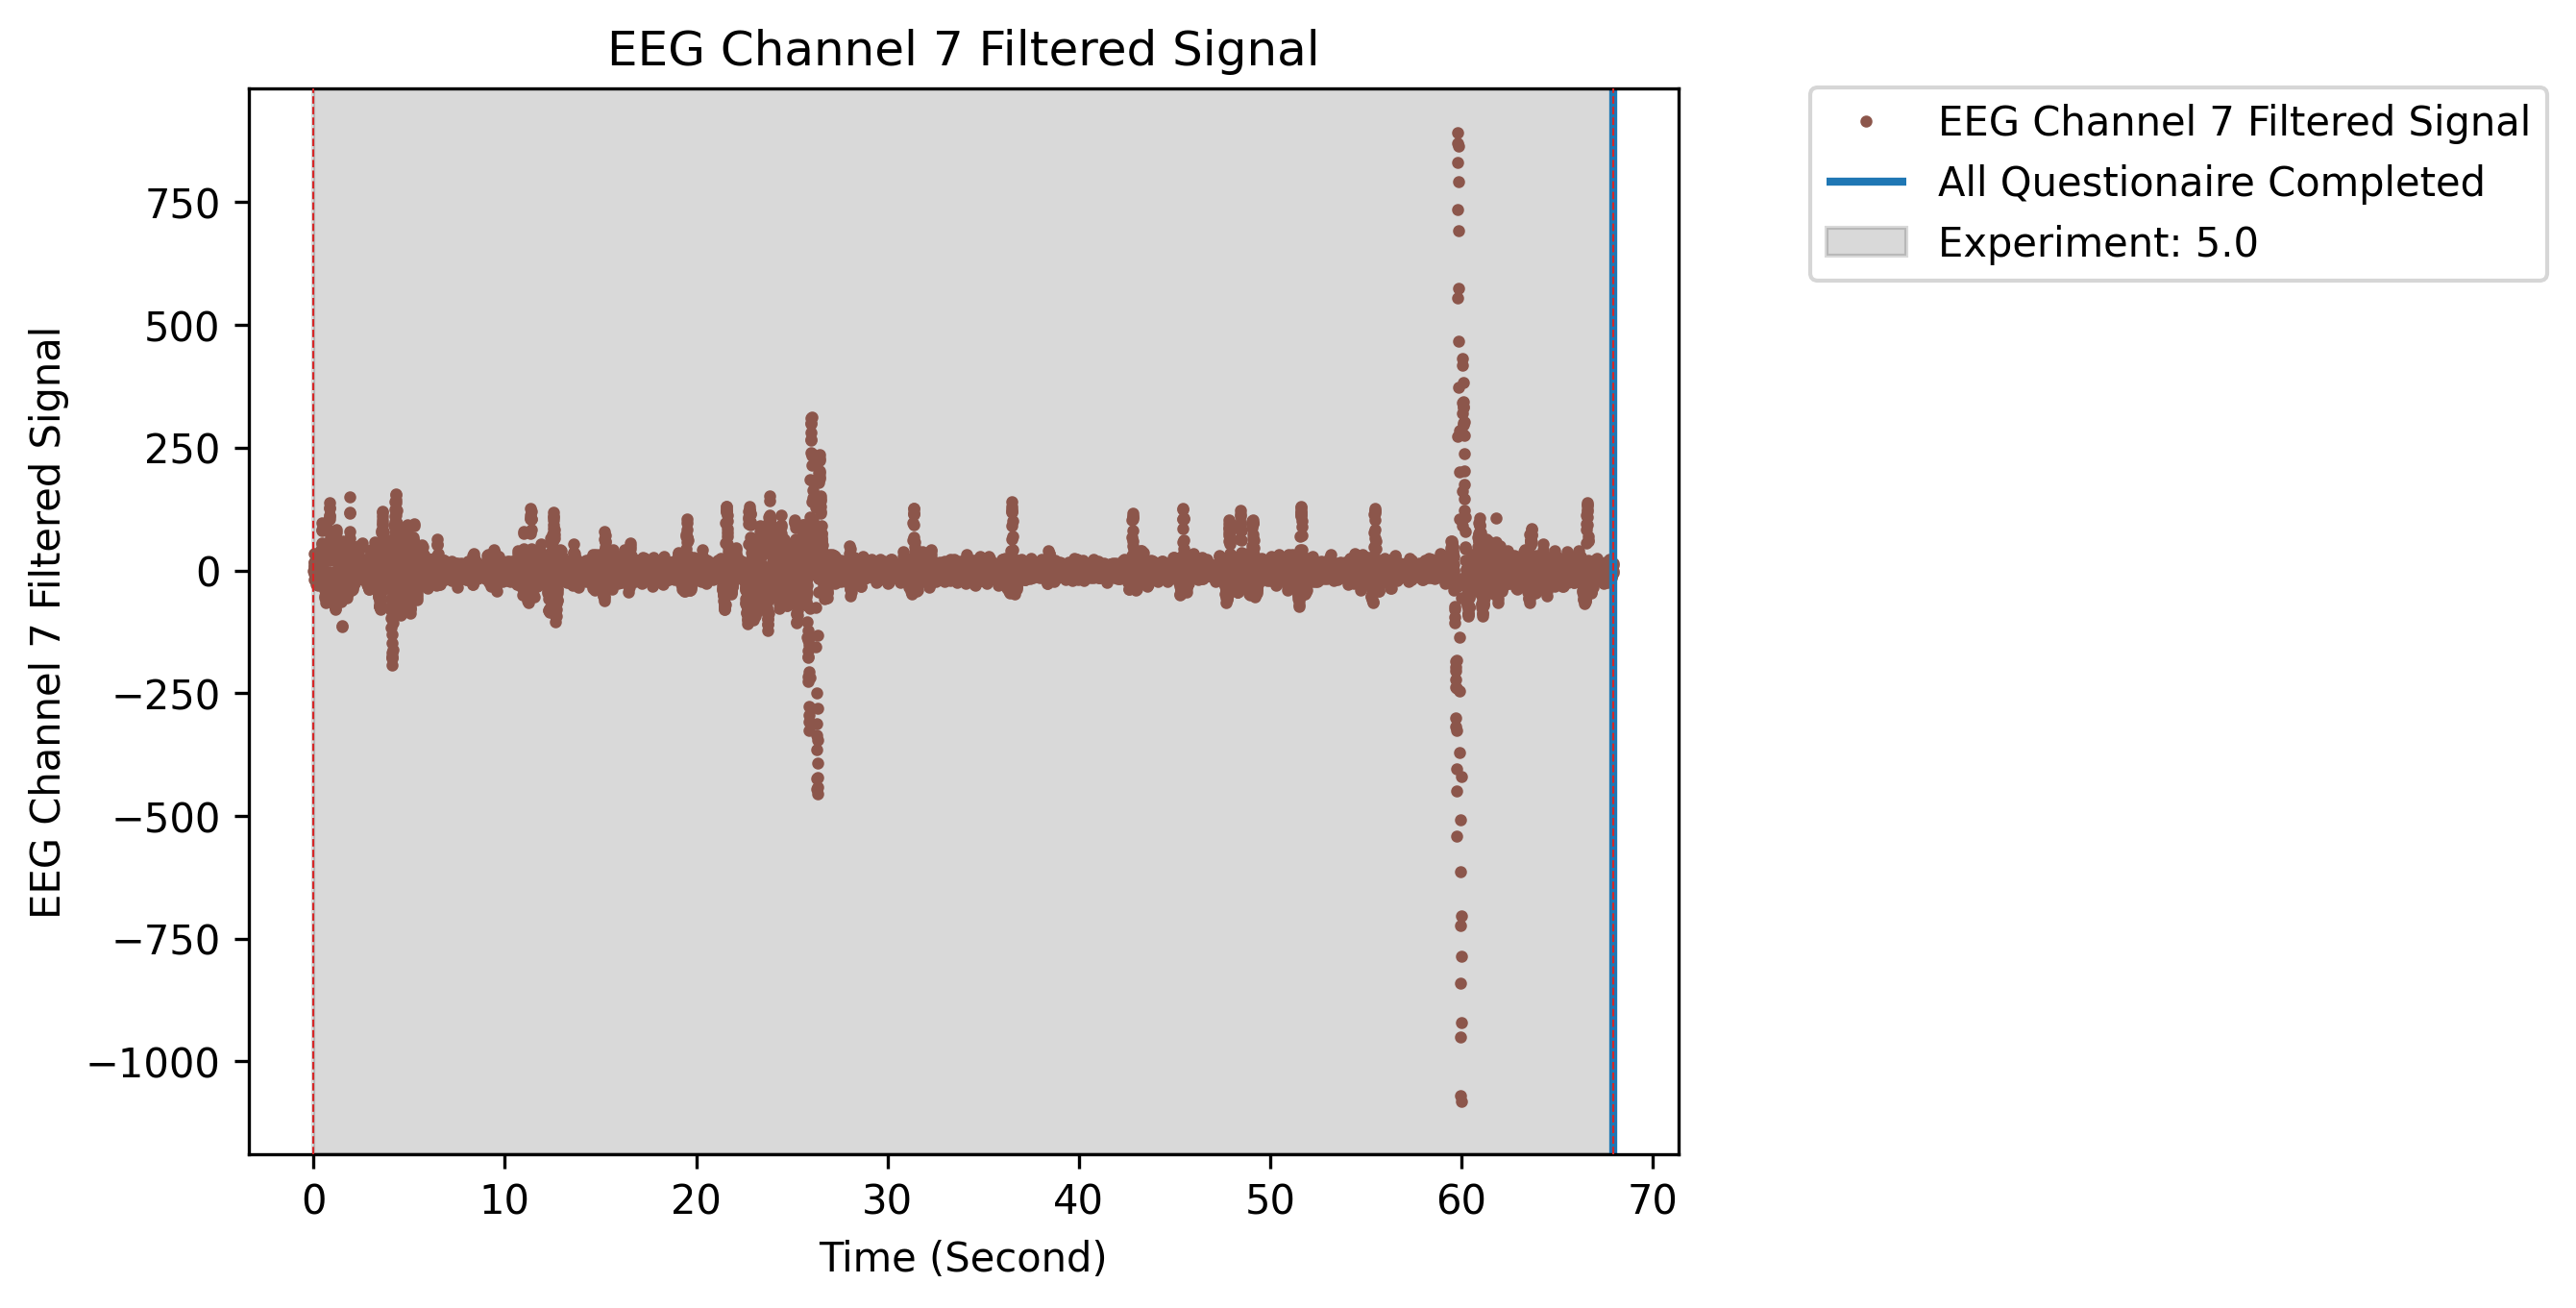 EEG Channel 7 Filtered Signal
EEG Channel 7 Filtered Signal
All Questionaire Completed
Experiment: 5.0
EEG Channel 7 Filtered Signal
750
500
250
0
−250
−500
−750
−1000
0 10 20 30 40 50 60 70
Time (Second)